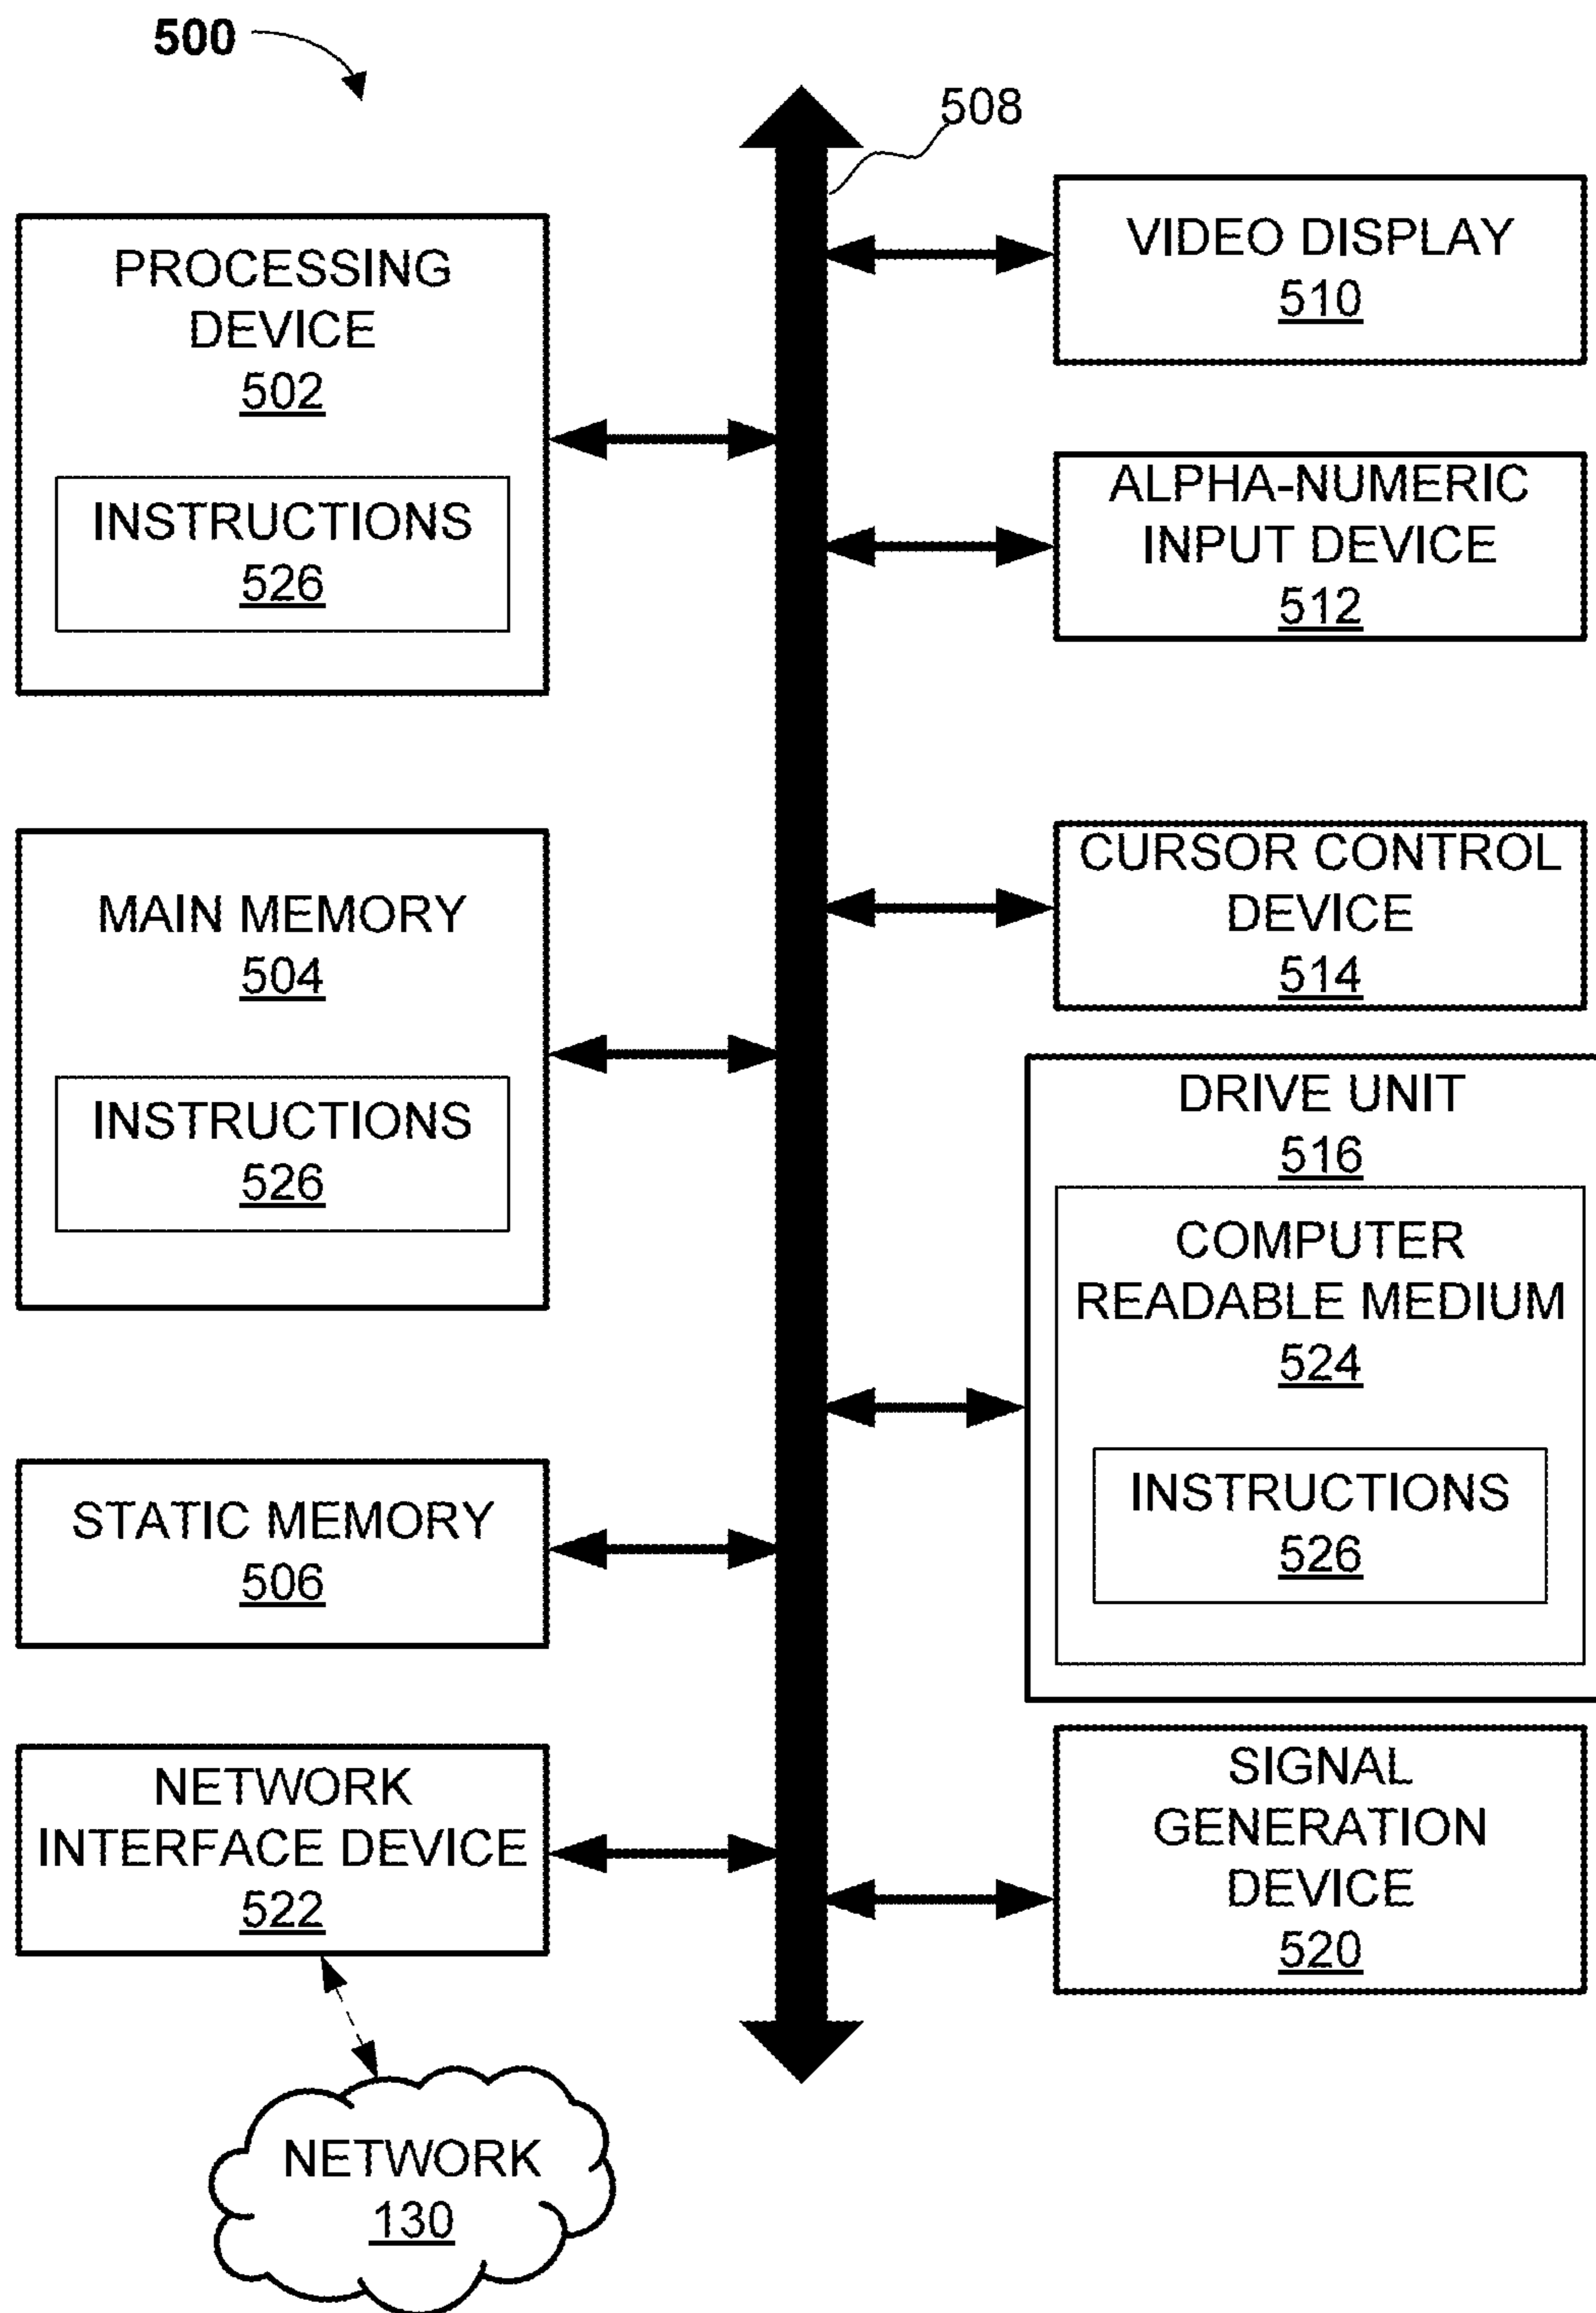 500
508
PROCESSING
DEVICE
502
INSTRUCTIONS
526
MAIN MEMORY
504
INSTRUCTIONS
526
STATIC MEMORY
506
NETWORK
INTERFACE DEVICE
522
NETWORK
130
VIDEO DISPLAY
510
ALPHA-NUMERIC
INPUT DEVICE
512
CURSOR CONTROL
DEVICE
514
DRIVE UNIT
516
COMPUTER
READABLE MEDIUM
524
INSTRUCTIONS
526
SIGNAL
GENERATION
DEVICE
520